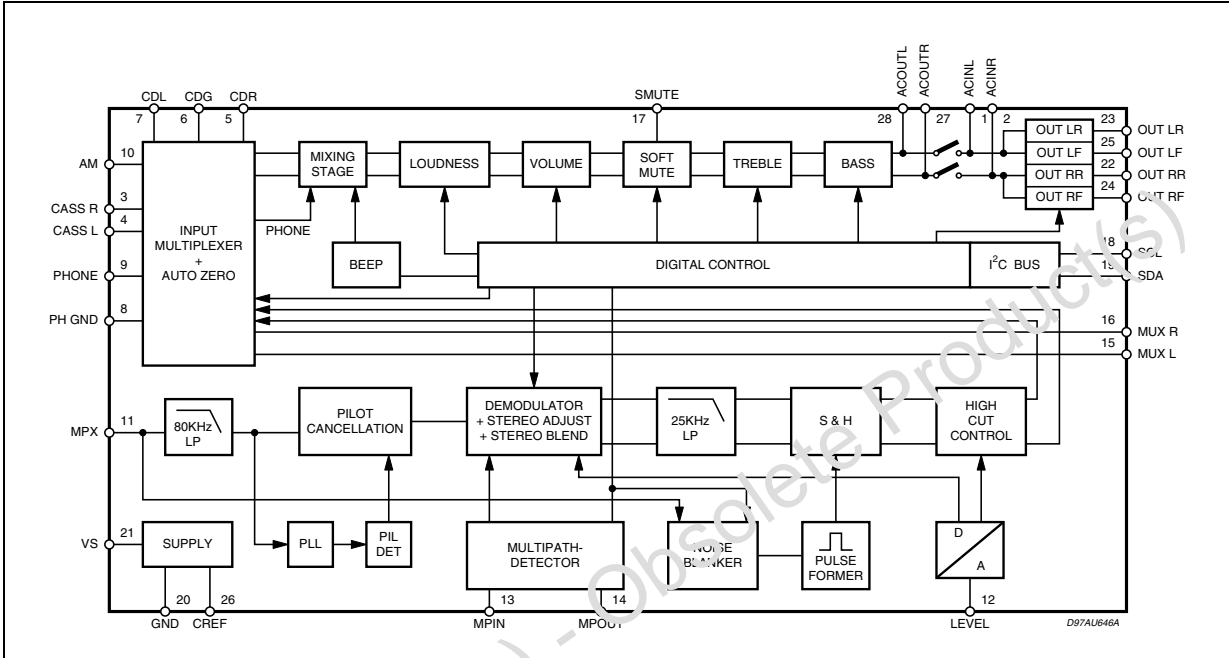 ACOUTL
ACOUTR
ACINL
ACINR
CDL
CDG
CDR
SMUTE
7
6
5
17
28
27
1
2
23
AM
10
MIXING
STAGE
LOUDNESS
VOLUME
SOFT
MUTE
TREBLE
BASS
OUT LR
OUT LF
OUT RR
OUT RF
OUT LR
25
OUT LF
22
OUT RR
24
OUT RF
CASS R
3
CASS L
4
INPUT
MULTIPLEXER
+
AUTO ZERO
PHONE
PHONE
9
BEEP
DIGITAL CONTROL
I²C BUS
18
SCL
19
SDA
PH GND
8
16
MUX R
15
MUX L
MPX
11
80KHz
LP
PILOT
CANCELLATION
DEMODULATOR
+ STEREO ADJUST
+ STEREO BLEND
25KHz
LP
S & H
HIGH
CUT
CONTROL
VS
21
SUPPLY
PLL
PIL
DET
MULTIPATH-
DETECTOR
NOISE
BLANKER
PULSE
FORMER
D
A
20
26
13
14
12
GND
CREF
MPIN
MPOUT
LEVEL
D97AU646A
) - Obsolete Product(s)